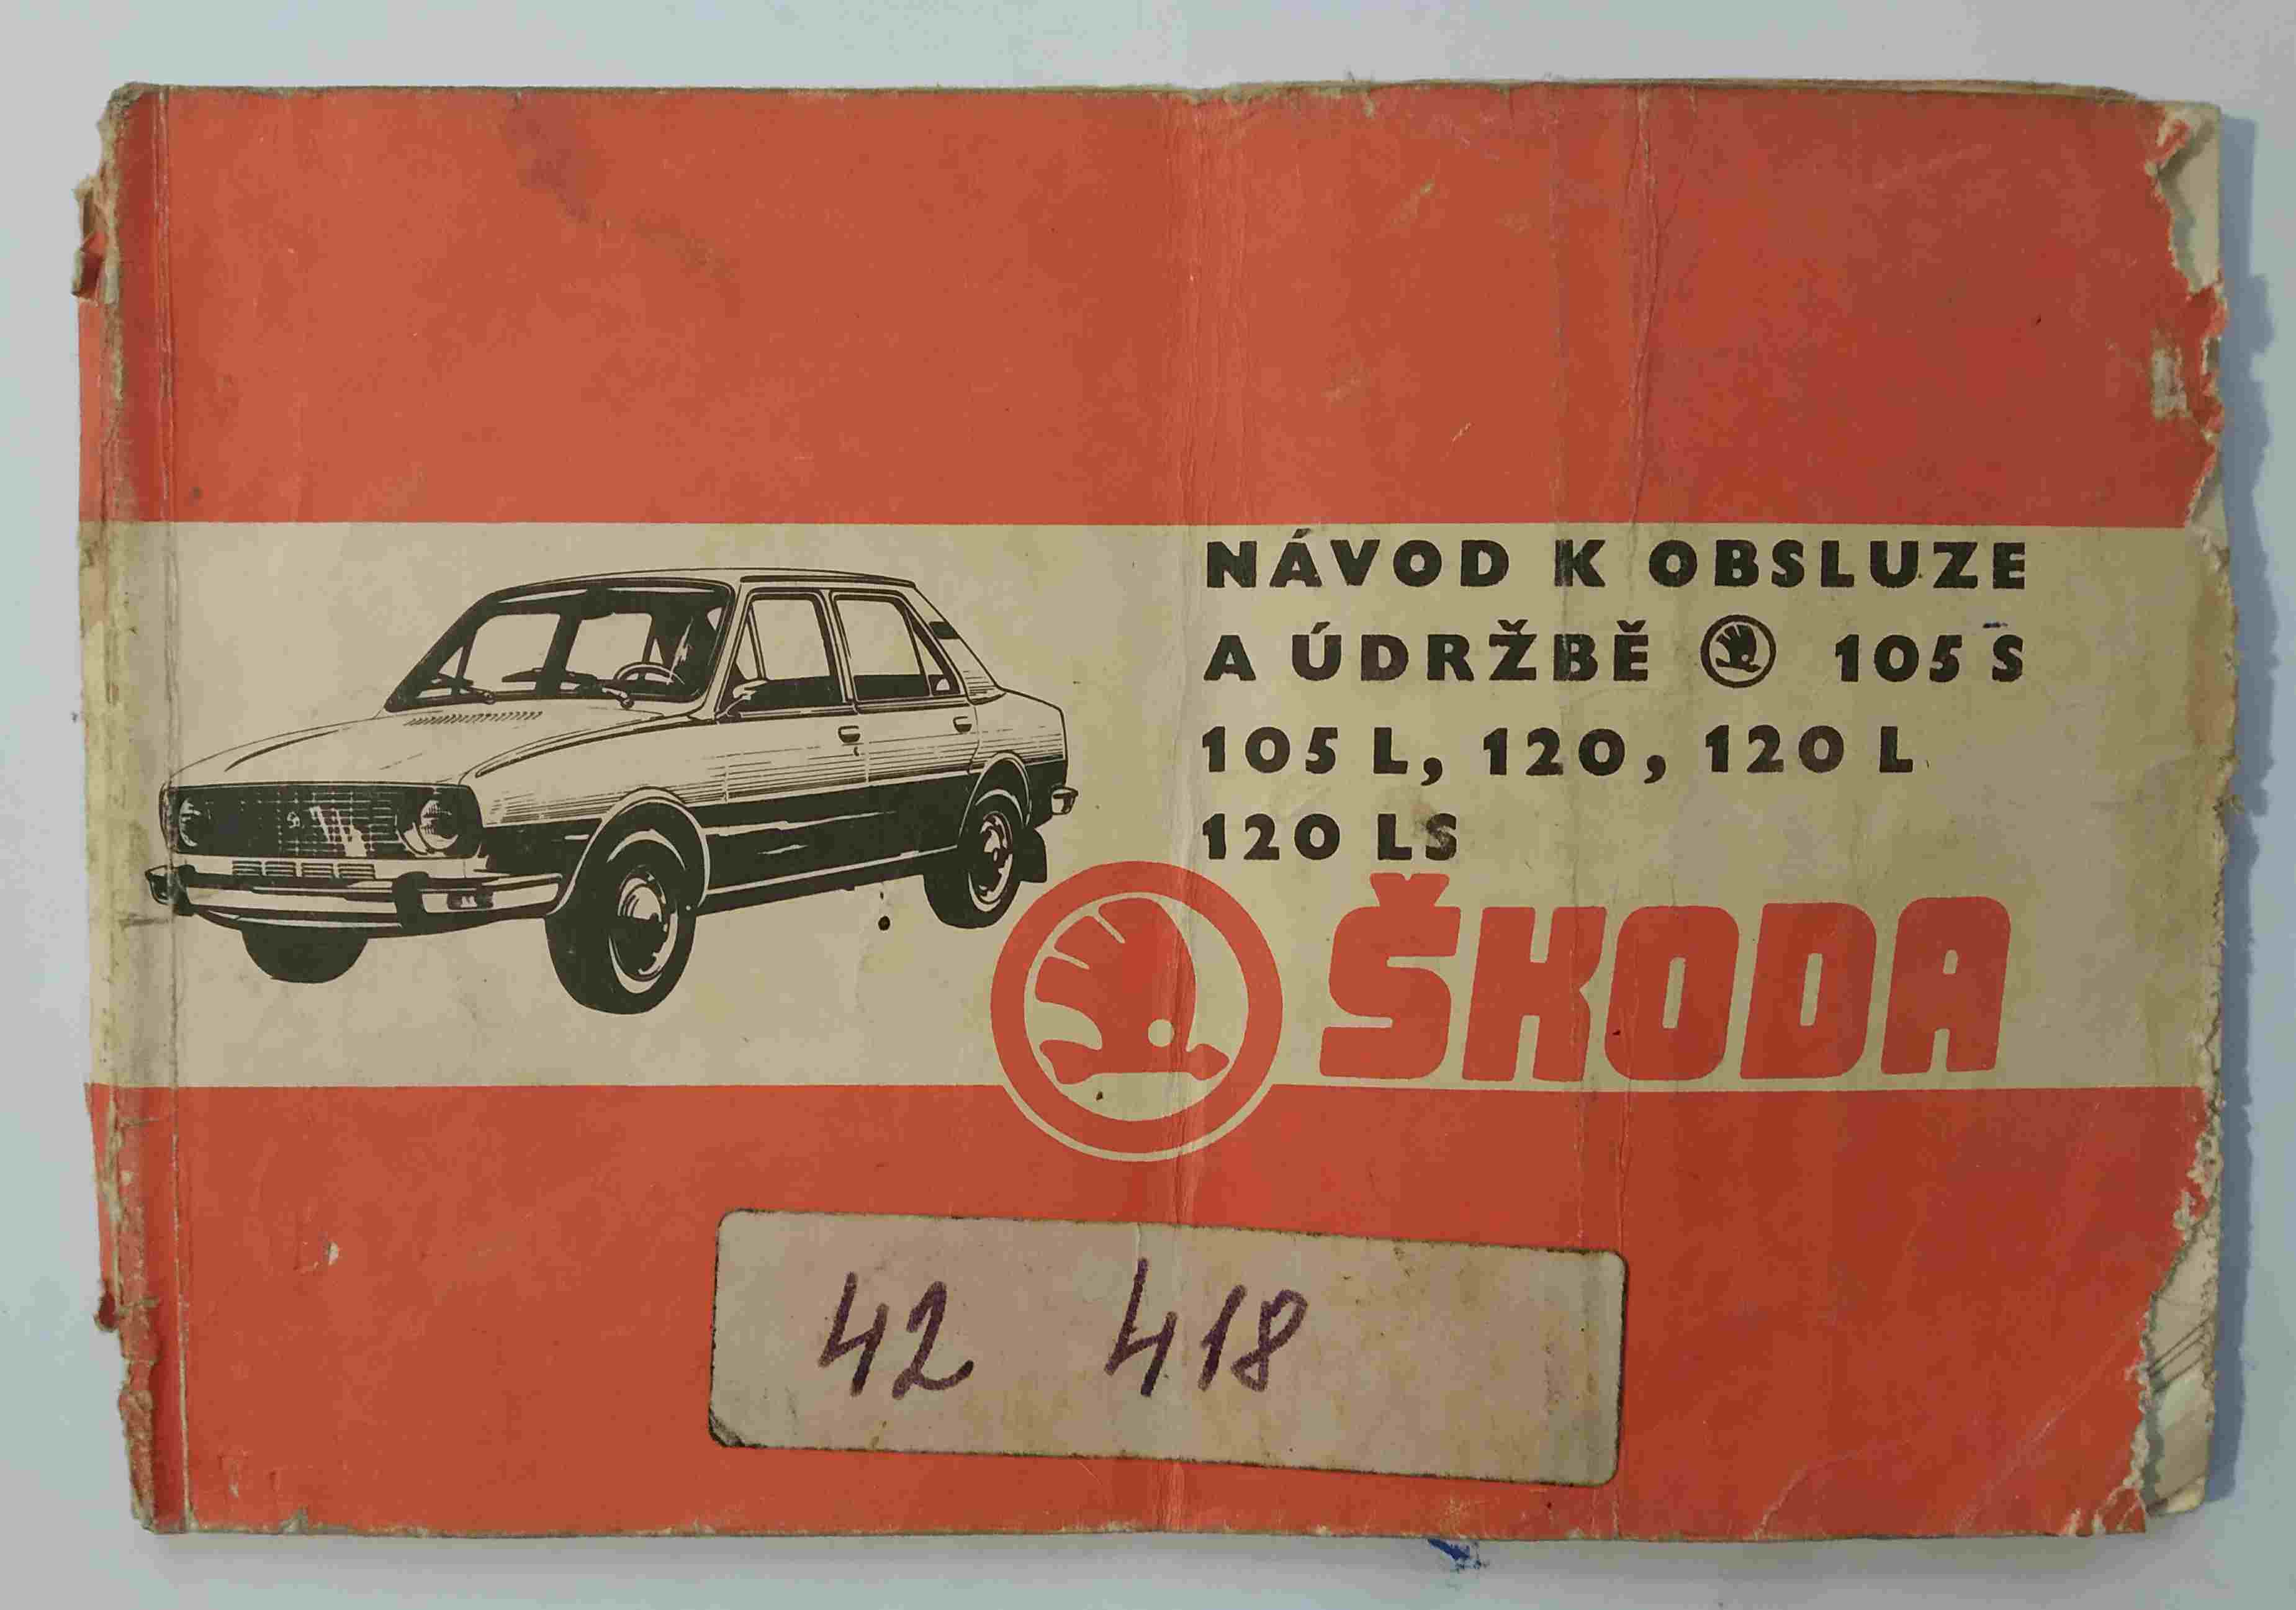 NÁVOD K OBSLUZE
A ÚDRŽBĚ 105 S
105 L, 120, 120 L
120 LS
ŠKODA
42 418